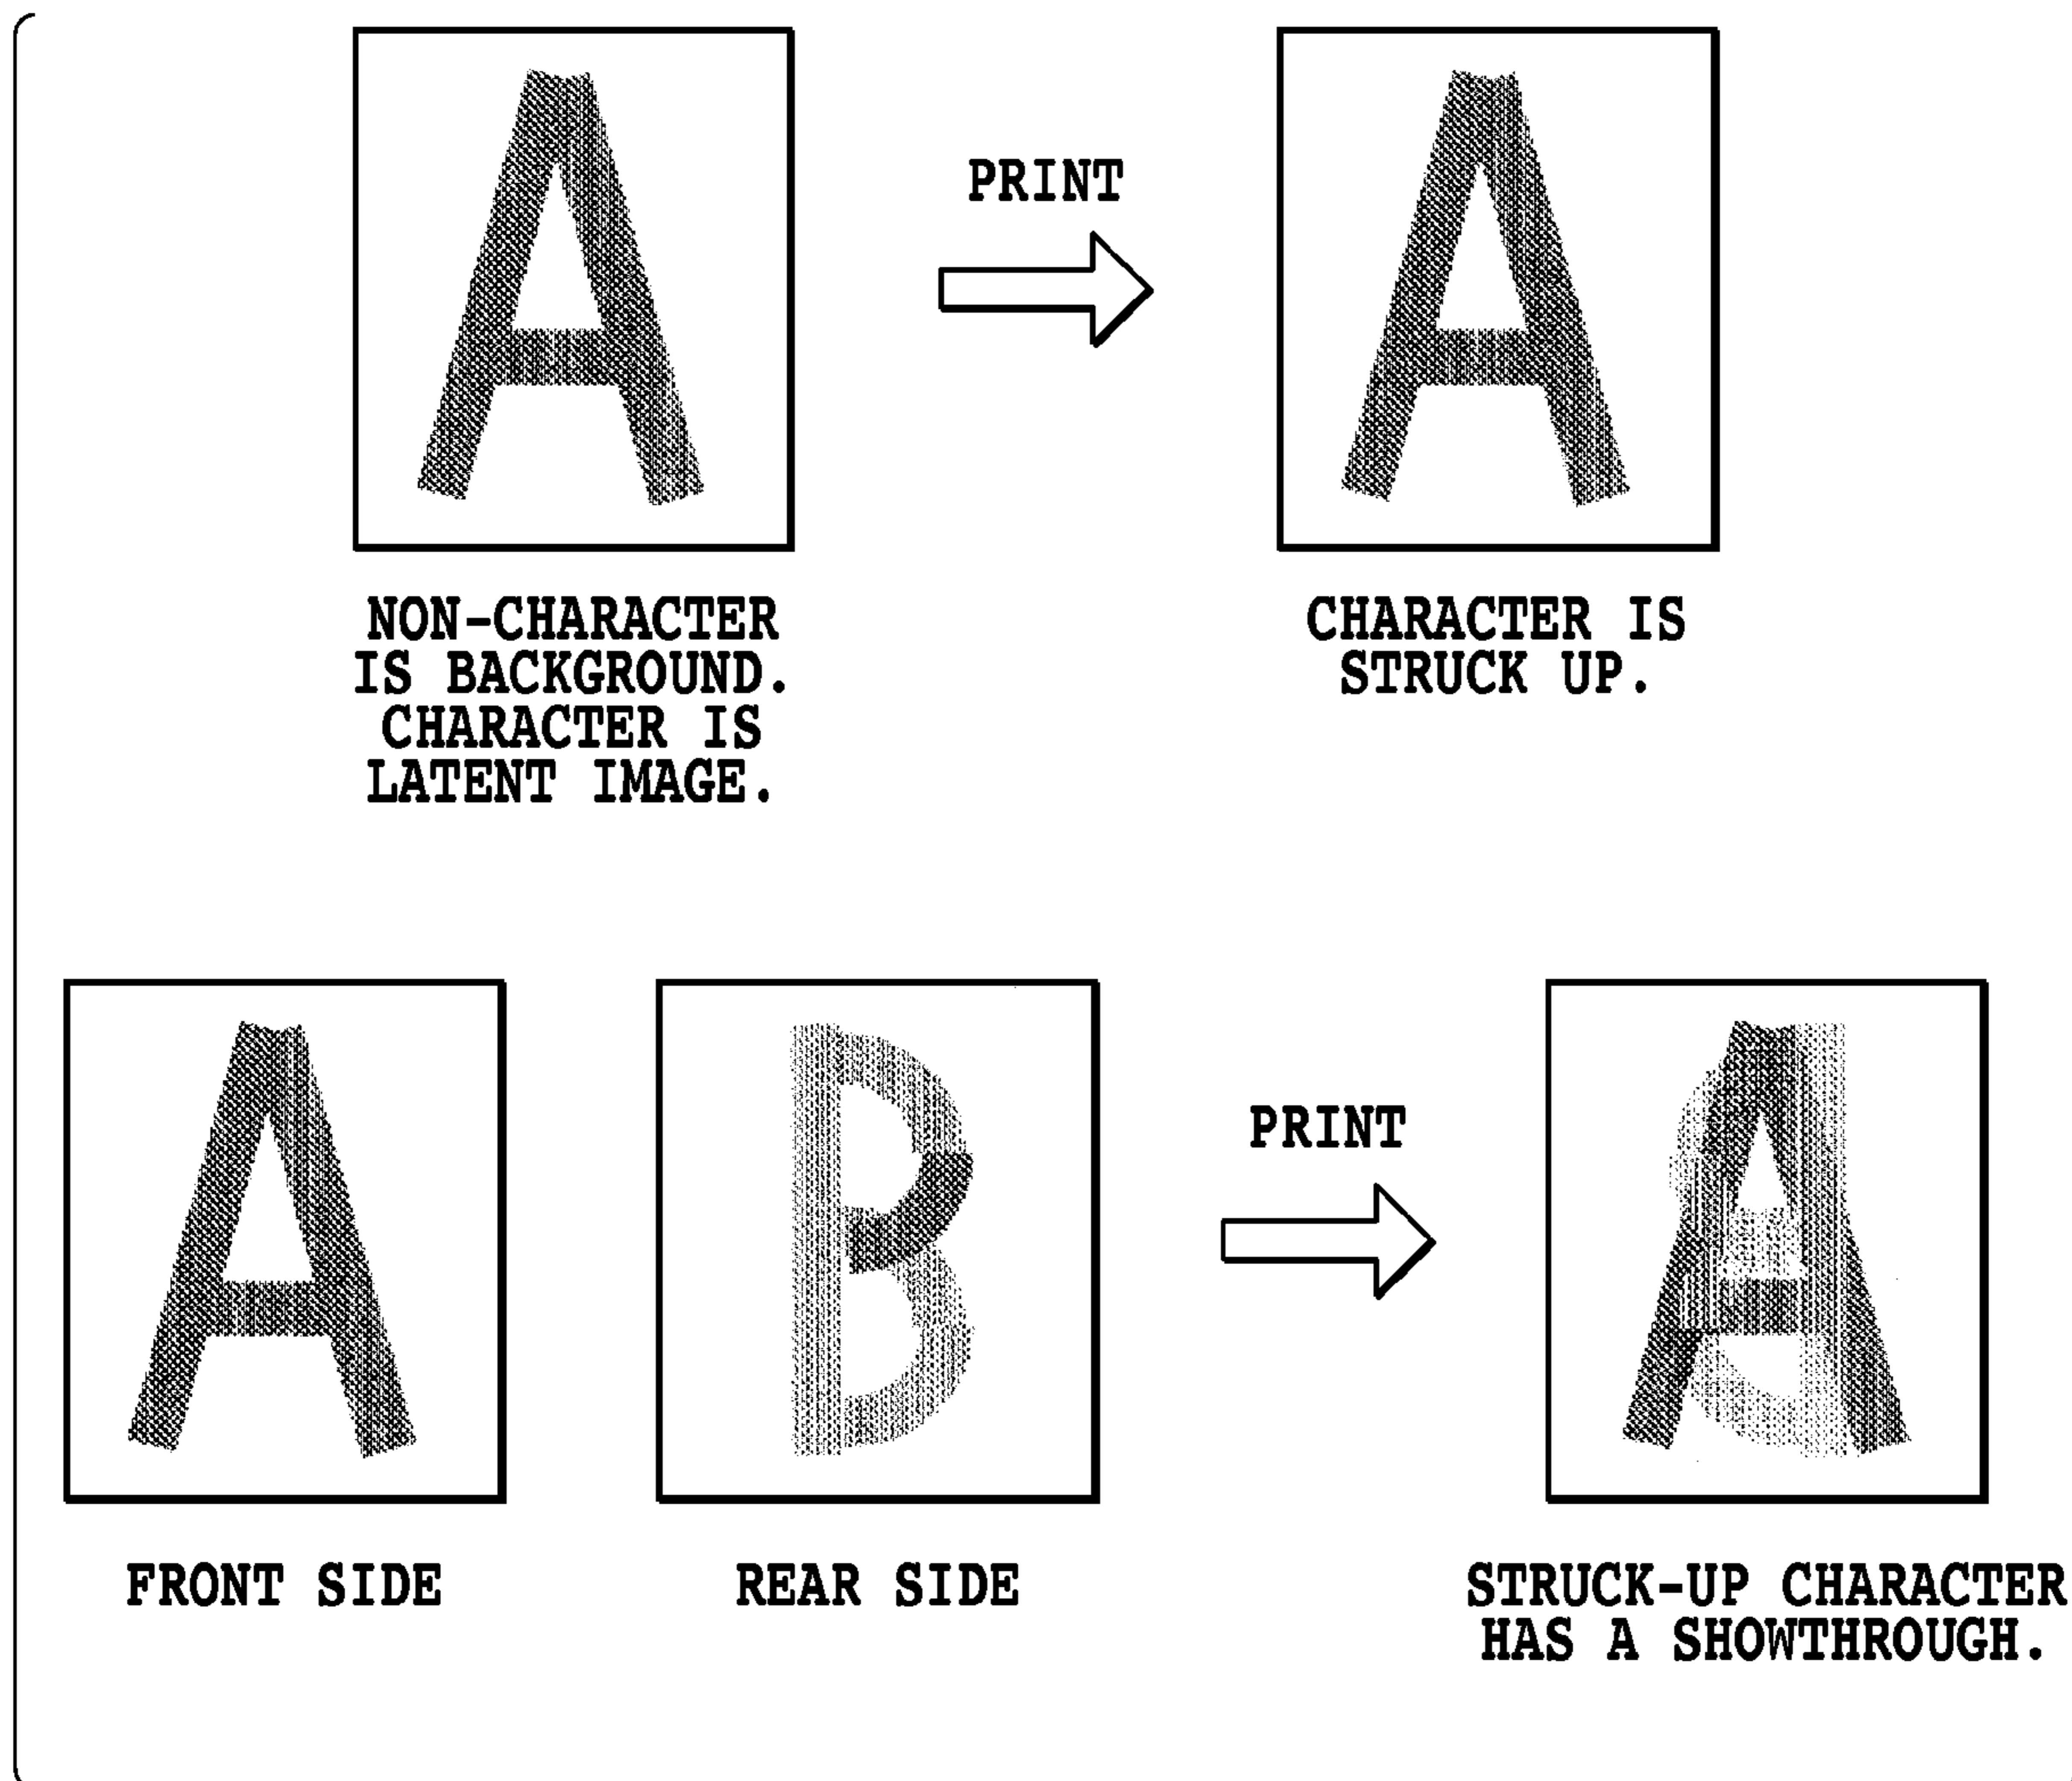 A
PRINT
A
NON-CHARACTER
IS BACKGROUND.
CHARACTER IS
LATENT IMAGE.
CHARACTER IS
STRUCK UP.
A
B
PRINT
A
FRONT SIDE
REAR SIDE
STRUCK-UP CHARACTER
HAS A SHOWTHROUGH.